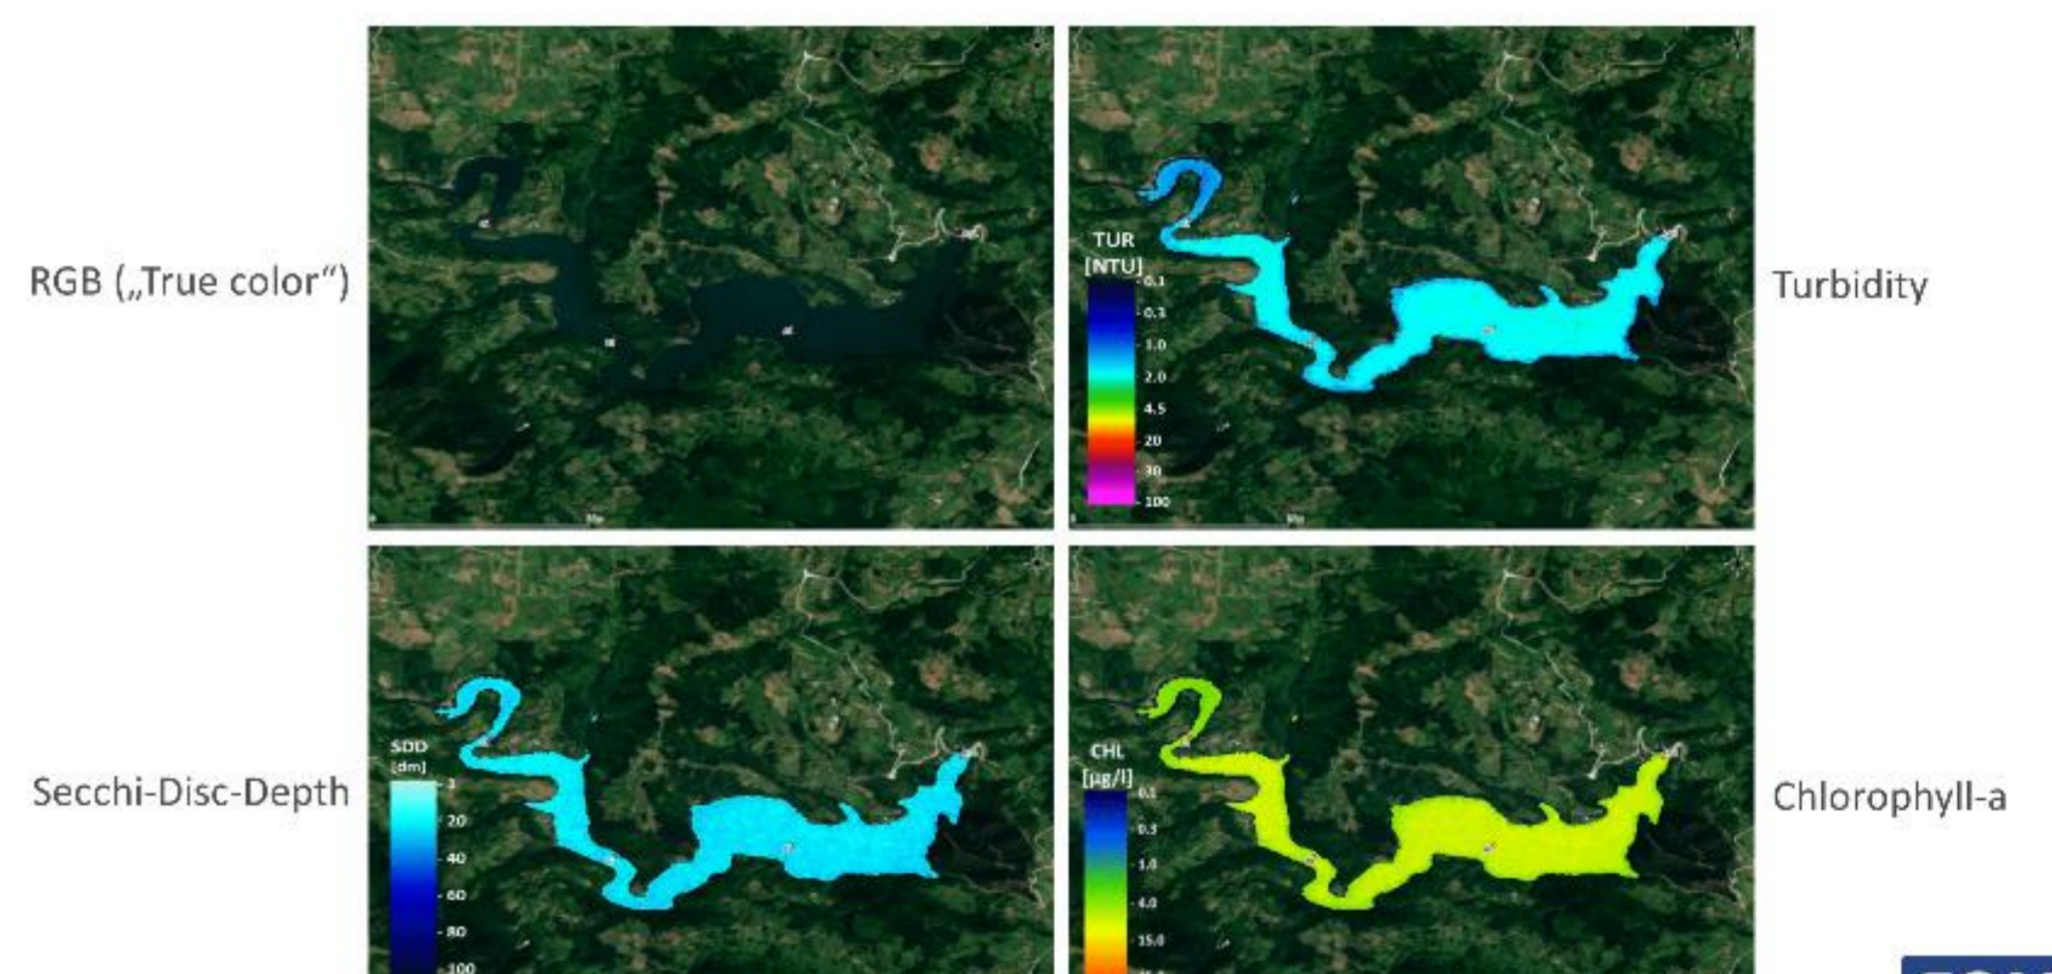 RGB („True color“)
TUR
[NTU]
0.1
0.3
1.0
2.0
4.5
20
30
100
Turbidity
Secchi-Disc-Depth
SDD
[dm]
3
20
40
60
80
100
CHL
[µg/l]
0.1
0.3
1.0
4.0
15.0
Chlorophyll-a